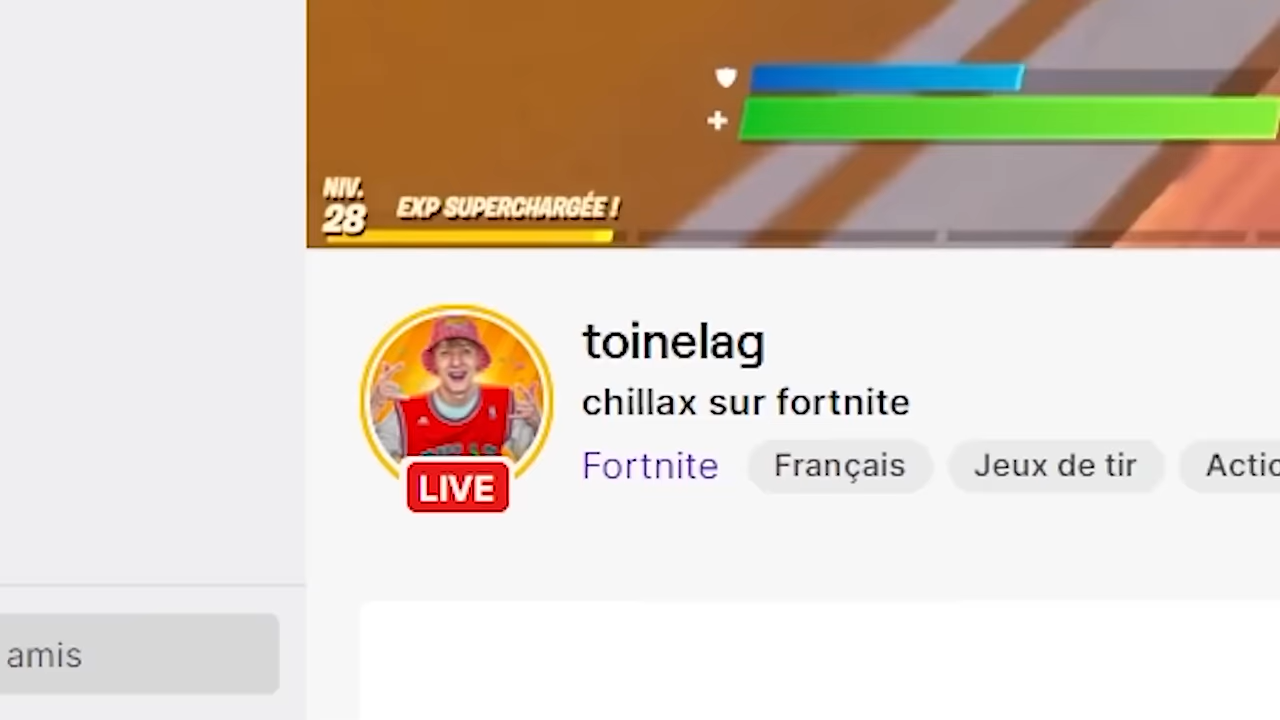 NIV.
28
EXP SUPERCHARGÉE !
toinelag
chillax sur fortnite
Fortnite
Français
Jeux de tir
LIVE
amis